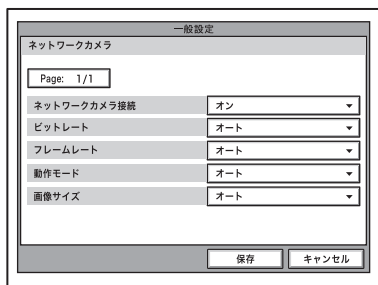 一般設定
ネットワークカメラ
Page: 1/1
ネットワークカメラ接続 オン
ビットレート オート
フレームレート オート
動作モード オート
画像サイズ オート
保存 キャンセル